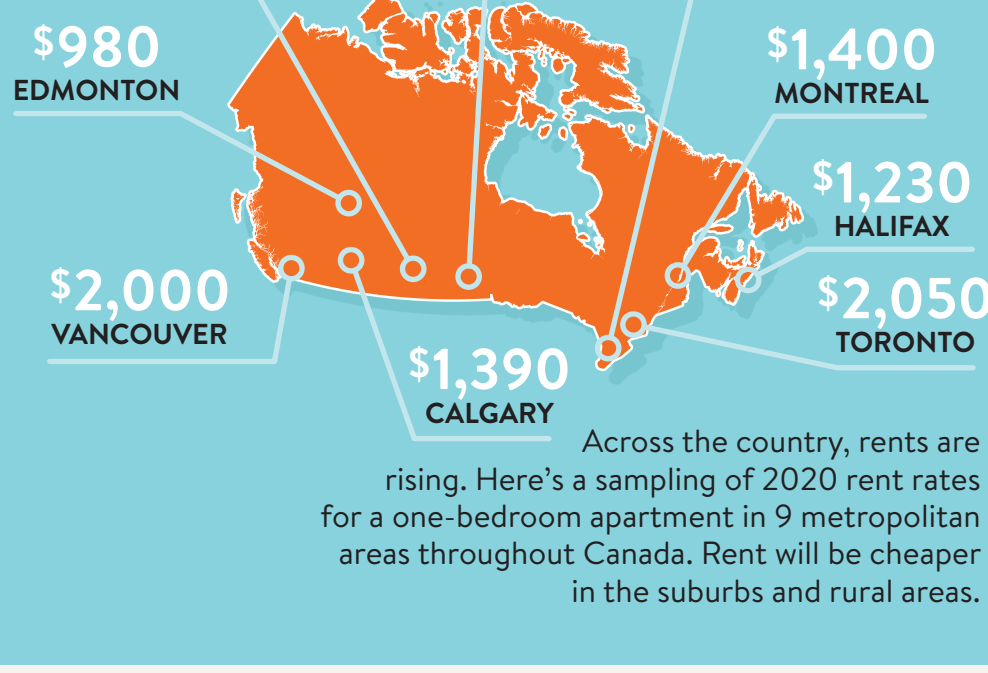 $980
EDMONTON
$1,400
MONTREAL
$1,230
HALIFAX
$2,000
VANCOUVER
$2,050
TORONTO
$1,390
CALGARY
Across the country, rents are
rising. Here’s a sampling of 2020 rent rates
for a one-bedroom apartment in 9 metropolitan
areas throughout Canada. Rent will be cheaper
in the suburbs and rural areas.